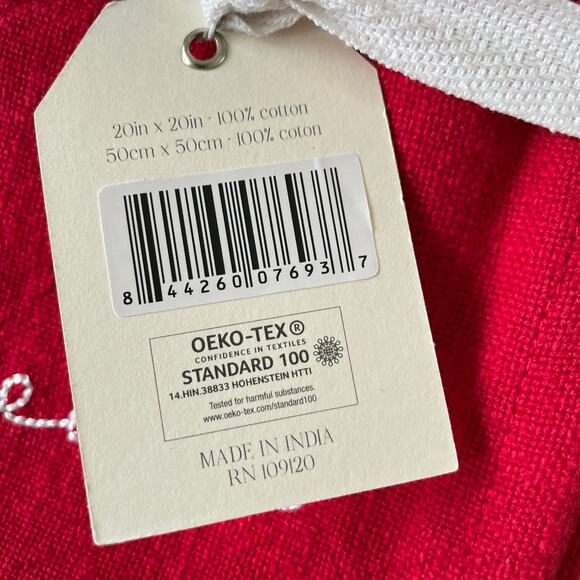 20in x 20in · 100% cotton
50cm x 50cm · 100% coton
8 44260 07693 7
OEKO-TEX®
CONFIDENCE IN TEXTILES
STANDARD 100
14.HIN.38833 HOHENSTEIN HTTI
Tested for harmful substances.
www.oeko-tex.com/standard100
MADE IN INDIA
RN 109120